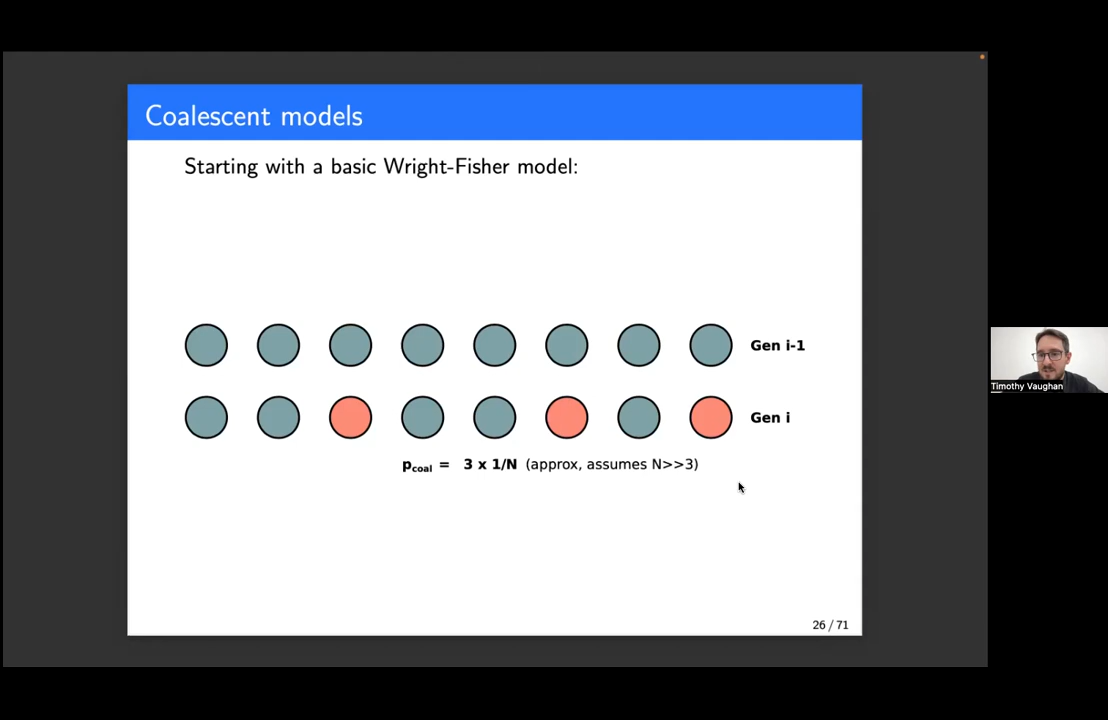 Coalescent models
Starting with a basic Wright-Fisher model:
Gen i-1
Gen i
pcoal = 3 x 1/N (approx, assumes N>>3)
26 / 71
Timothy Vaughan